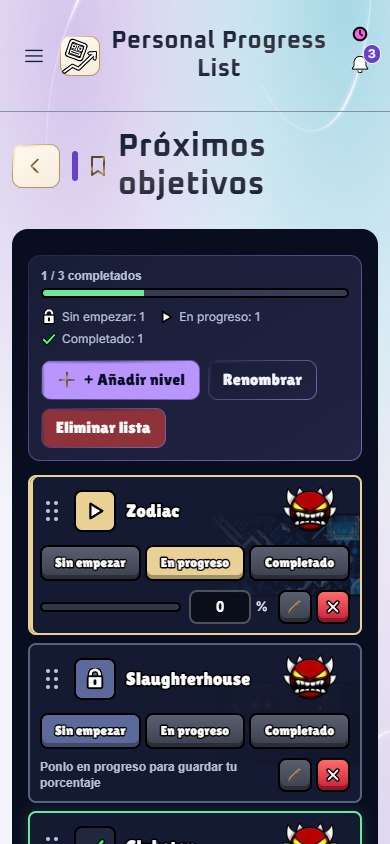 Personal Progress
List
3
Próximos
objetivos
1 / 3 completados
Sin empezar: 1 En progreso: 1
Completado: 1
+ Añadir nivel Renombrar
Eliminar lista
Zodiac
Sin empezar En progreso Completado
0 %
Slaughterhouse
Sin empezar En progreso Completado
Ponlo en progreso para guardar tu
porcentaje